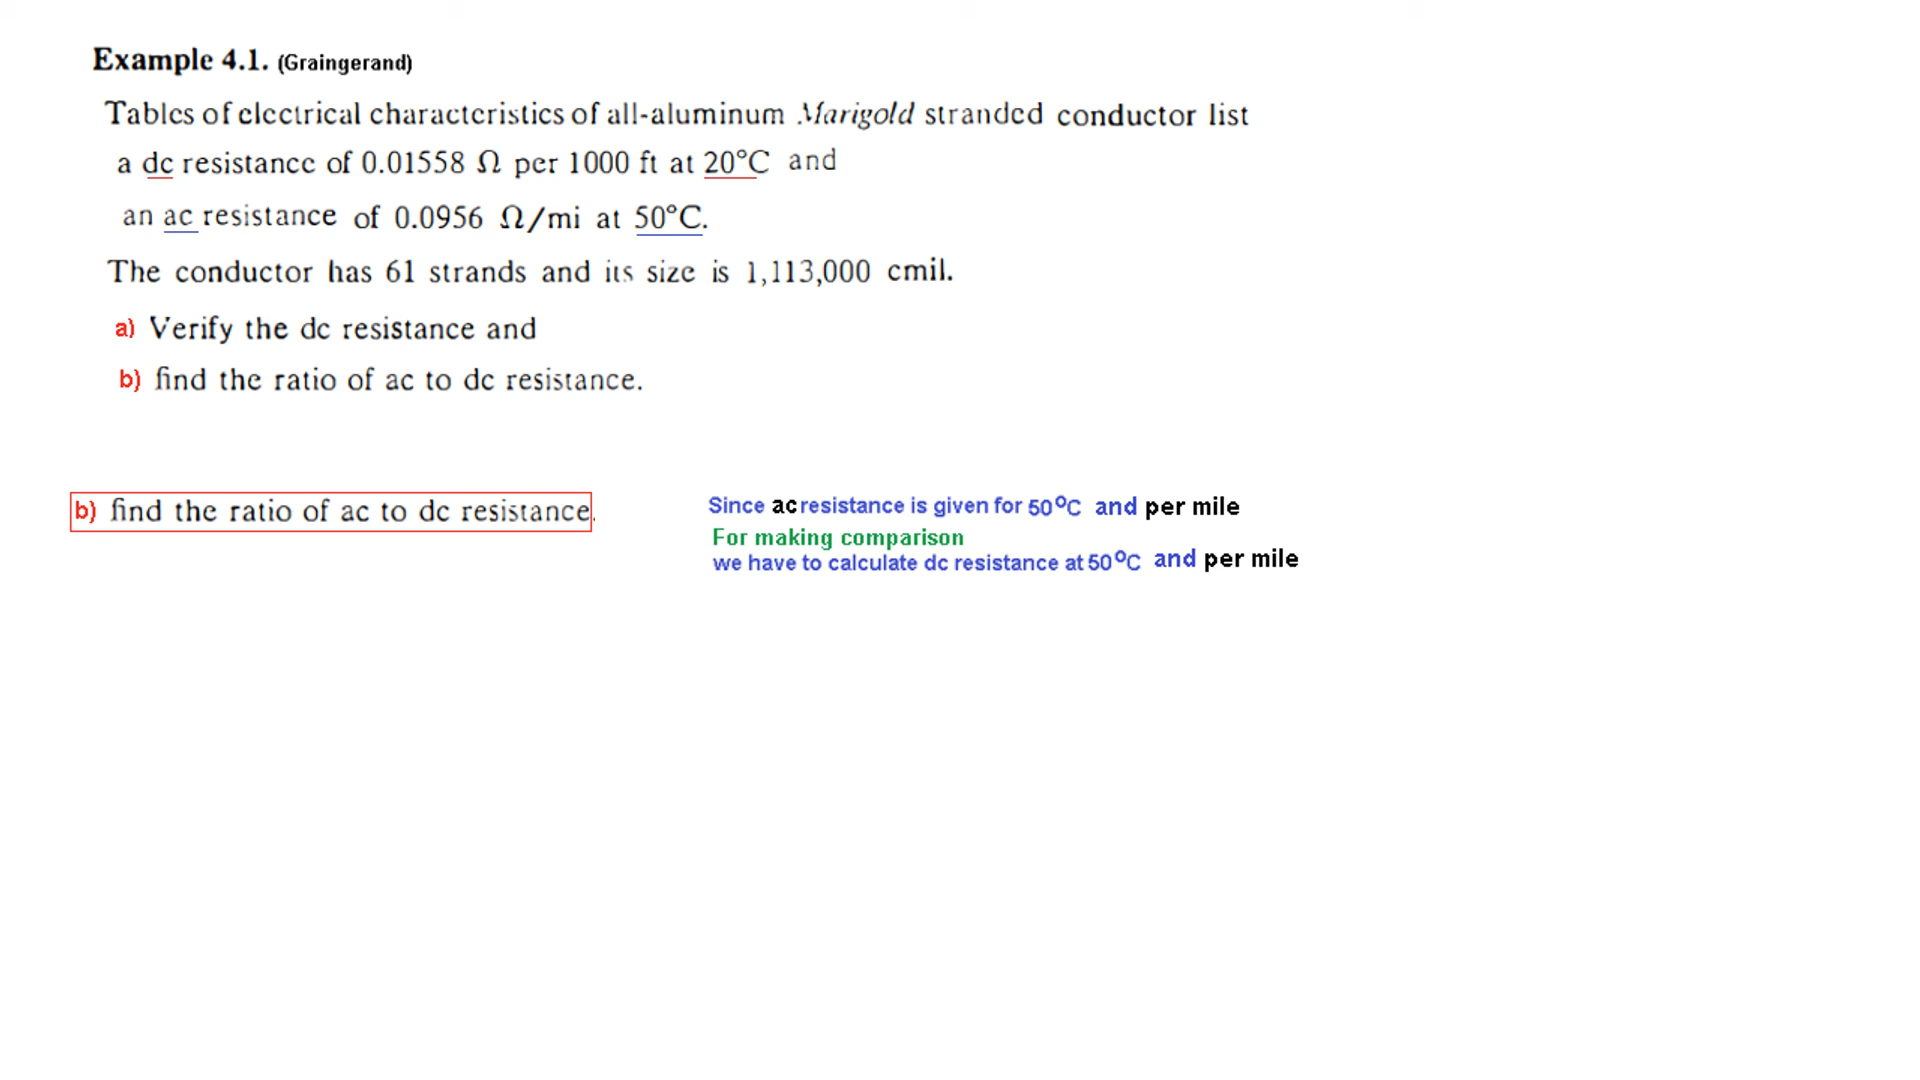 Example 4.1. (Graingerand)
Tables of electrical characteristics of all-aluminum Marigold stranded conductor list
a dc resistance of 0.01558 Ω per 1000 ft at 20°C and
an ac resistance of 0.0956 Ω/mi at 50°C.
The conductor has 61 strands and its size is 1,113,000 cmil.
a) Verify the dc resistance and
b) find the ratio of ac to dc resistance.
b) find the ratio of ac to dc resistance.
Since ac resistance is given for 50°C and per mile
For making comparison
we have to calculate dc resistance at 50°C and per mile